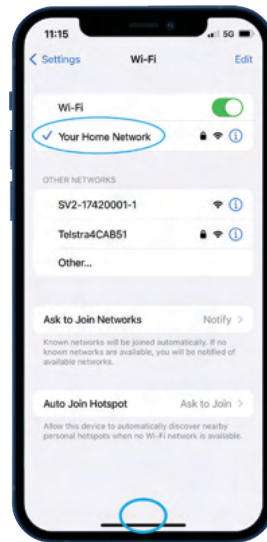 11:15
5G
Settings Wi-Fi Edit
Wi-Fi
Your Home Network
OTHER NETWORKS
SV2-17420001-1
Telstra4CAB51
Other...
Ask to Join Networks Notify
Known networks will be joined automatically. If no
known networks are available, you will be notified of
available networks.
Auto Join Hotspot Ask to Join
Allow this device to automatically discover nearby
personal hotspots when no Wi-Fi network is available.